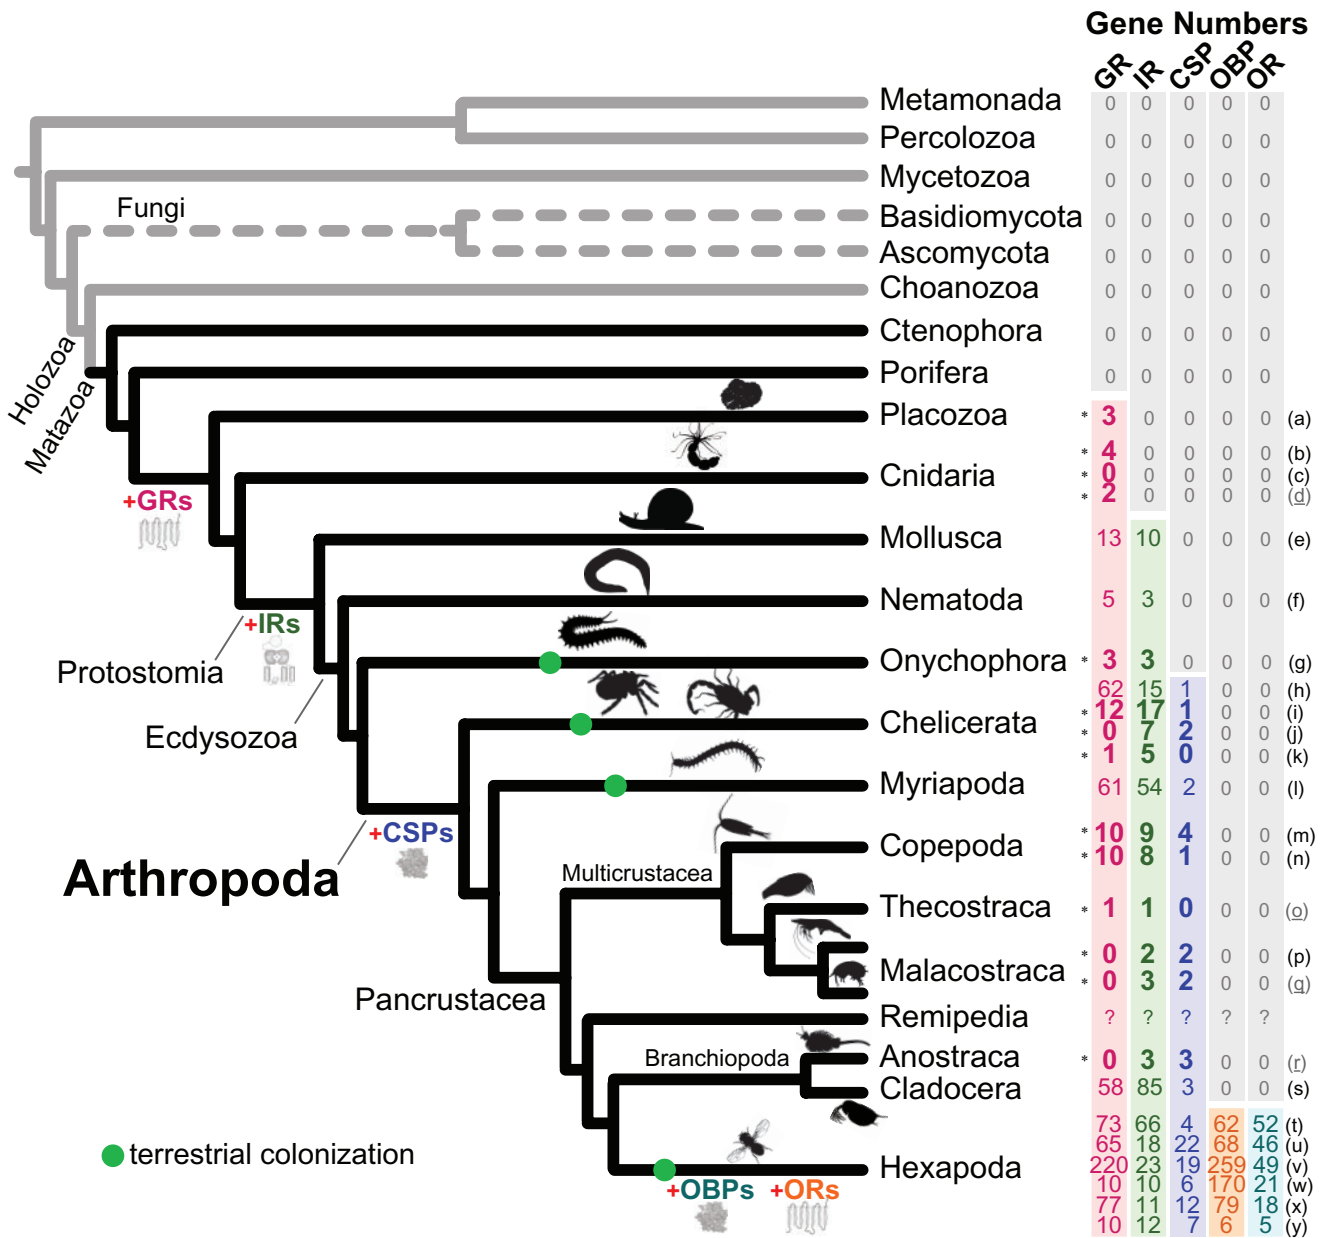 Gene Numbers
GR IR CSP OBP OR
Metamonada 0 0 0 0 0
Percolozoa 0 0 0 0 0
Mycetozoa 0 0 0 0 0
Fungi
Basidiomycota 0 0 0 0 0
Ascomycota 0 0 0 0 0
Choanozoa 0 0 0 0 0
Ctenophora 0 0 0 0 0
Holozoa
Porifera 0 0 0 0 0
Matazoa
Placozoa * 3 0 0 0 0 (a)
* 4 0 0 0 0 (b)
Cnidaria * 0 0 0 0 0 (c)
* 2 0 0 0 0 (d)
+GRs
Mollusca 13 10 0 0 0 (e)
Nematoda 5 3 0 0 0 (f)
+IRs
Protostomia
Onychophora * 3 3 0 0 0 (g)
62 15 1 0 0 (h)
* 12 17 1 0 0 (i)
Chelicerata * 0 7 2 0 0 (j)
Ecdysozoa
* 1 5 0 0 0 (k)
Myriapoda 61 54 2 0 0 (l)
+CSPs
* 10 9 4 0 0 (m)
Copepoda * 10 8 1 0 0 (n)
Arthropoda
Multicrustacea
Thecostraca * 1 1 0 0 0 (o)
* 0 2 2 0 0 (p)
Malacostraca * 0 3 2 0 0 (q)
Pancrustacea
Remipedia ? ? ? ? ?
Branchiopoda
Anostraca * 0 3 3 0 0 (r)
Cladocera 58 85 3 0 0 (s)
73 66 4 62 52 (t)
65 18 22 68 46 (u)
terrestrial colonization
Hexapoda 220 23 19 259 49 (v)
10 10 6 170 21 (w)
+OBPs +ORs
77 11 12 79 18 (x)
10 12 7 6 5 (y)